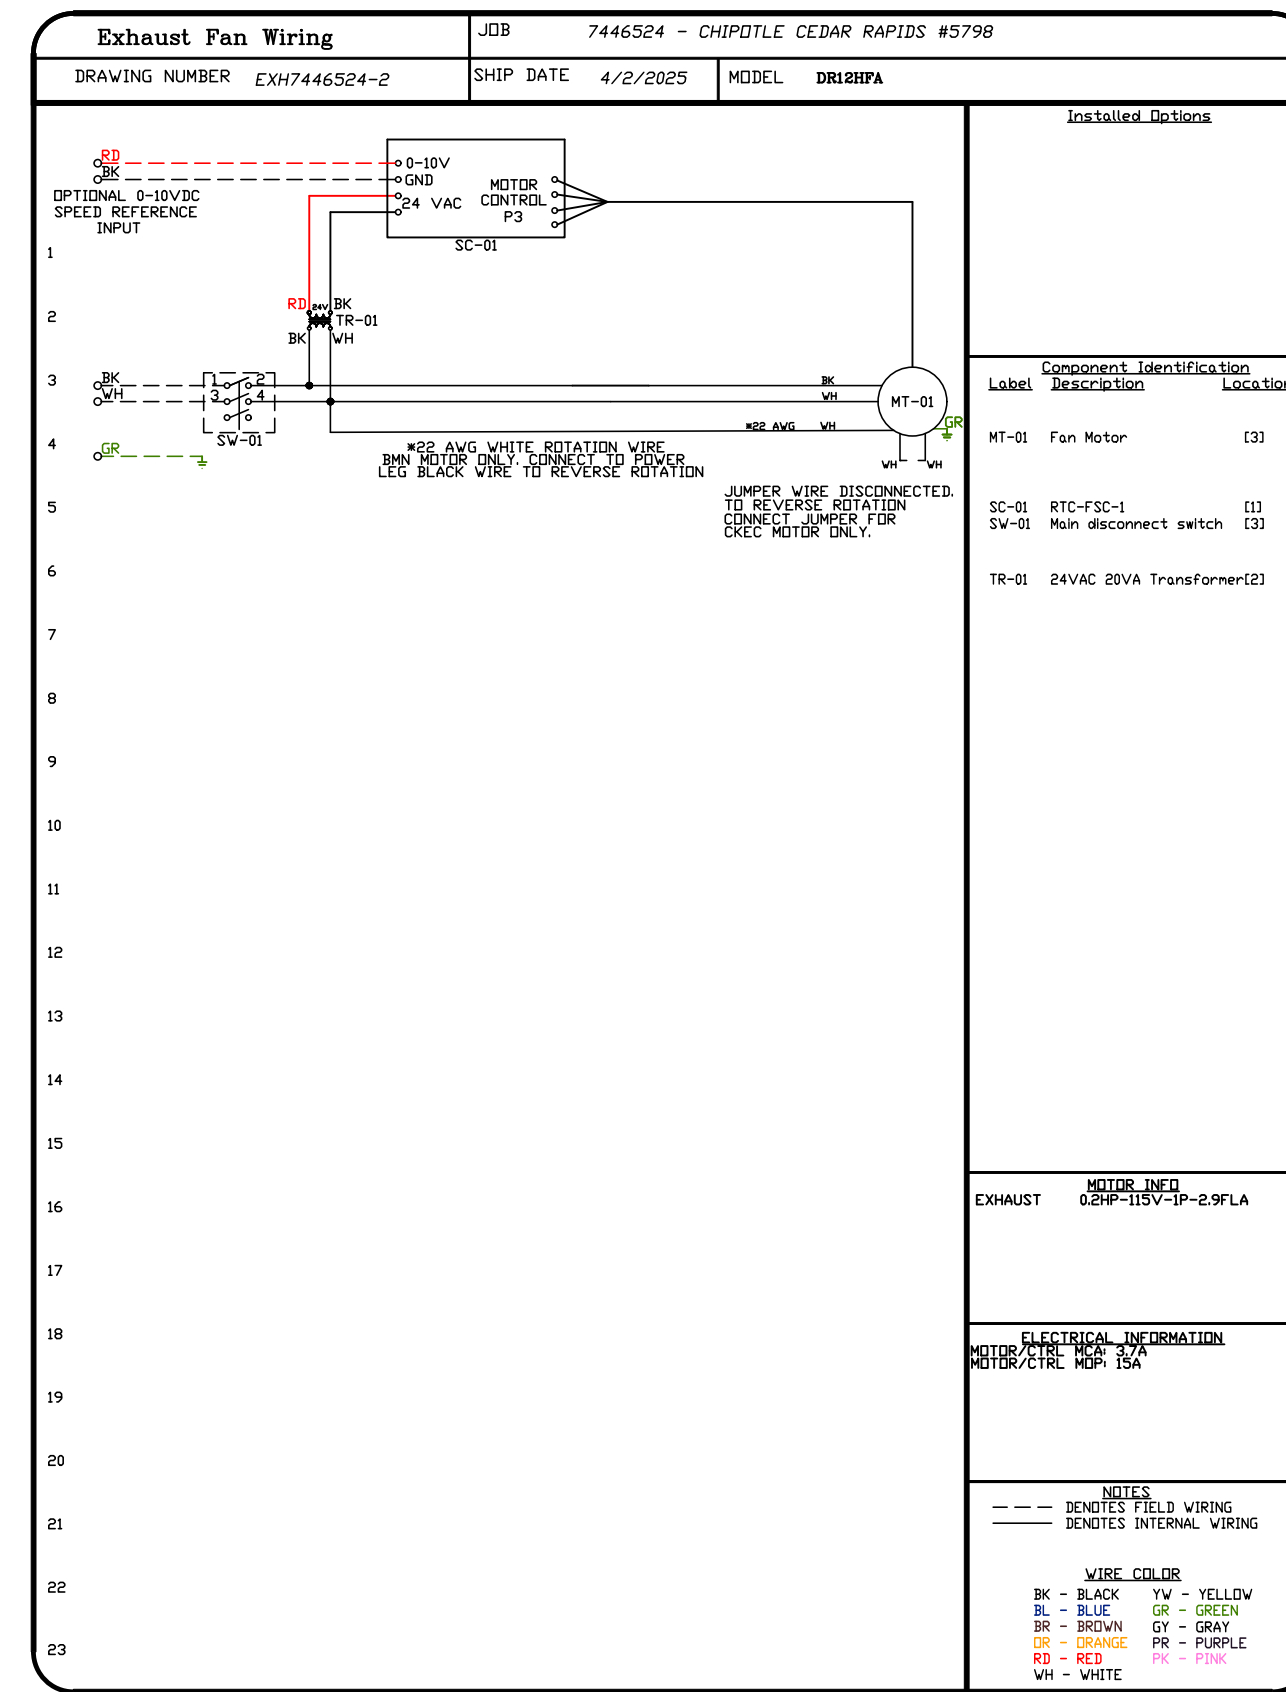 Exhaust Fan Wiring
JOB 7446524 - CHIPOTLE CEDAR RAPIDS #5798
DRAWING NUMBER EXH7446524-2
SHIP DATE 4/2/2025
MODEL DR12HFA
RD
BK
OPTIONAL 0-10VDC
SPEED REFERENCE
INPUT
0-10V
GND
24 VAC
MOTOR
CONTROL
P3
SC-01
RD 24V BK
TR-01
BK WH
BK
WH
1 2
3 4
SW-01
GR
BK
WH
*22 AWG WH
MT-01
GR
WH WH
*22 AWG WHITE ROTATION WIRE
BMN MOTOR ONLY. CONNECT TO POWER
LEG BLACK WIRE TO REVERSE ROTATION
JUMPER WIRE DISCONNECTED.
TO REVERSE ROTATION
CONNECT JUMPER FOR
CKEC MOTOR ONLY.
1
2
3
4
5
6
7
8
9
10
11
12
13
14
15
16
17
18
19
20
21
22
23
Installed Options
Component Identification
Label Description Location
MT-01 Fan Motor [3]
SC-01 RTC-FSC-1 [1]
SW-01 Main disconnect switch [3]
TR-01 24VAC 20VA Transformer[2]
MOTOR INFO
EXHAUST 0.2HP-115V-1P-2.9FLA
ELECTRICAL INFORMATION
MOTOR/CTRL MCA: 3.7A
MOTOR/CTRL MOP: 15A
NOTES
DENOTES FIELD WIRING
DENOTES INTERNAL WIRING
WIRE COLOR
BK - BLACK YW - YELLOW
BL - BLUE GR - GREEN
BR - BROWN GY - GRAY
OR - ORANGE PR - PURPLE
RD - RED PK - PINK
WH - WHITE